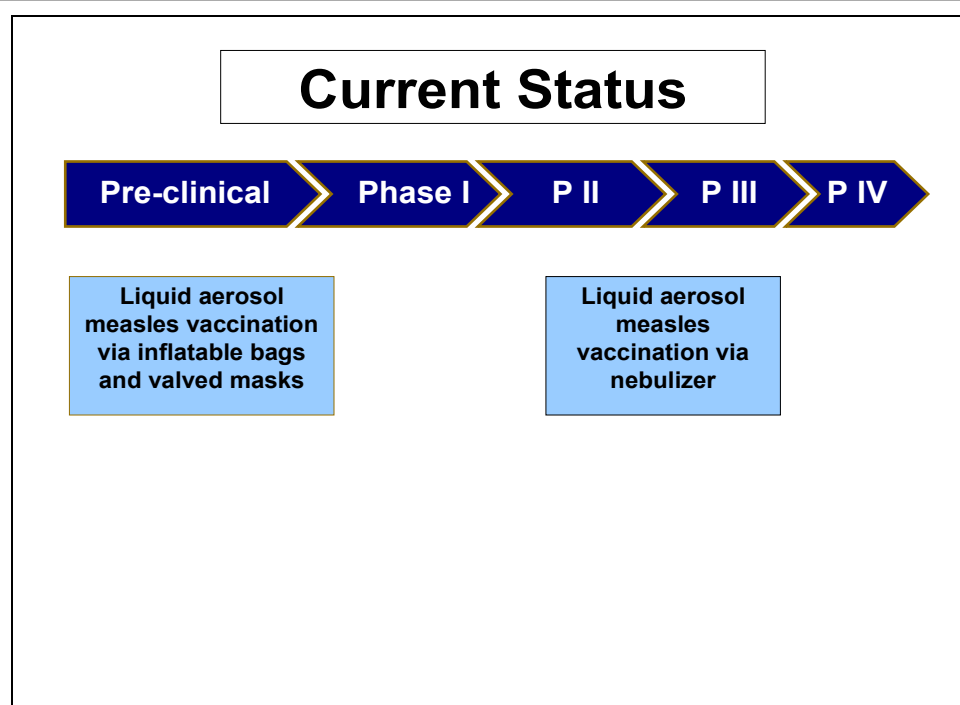 Current Status
Pre-clinical
Phase I
P II
P III
P IV
Liquid aerosol
measles vaccination
via inflatable bags
and valved masks
Liquid aerosol
measles
vaccination via
nebulizer